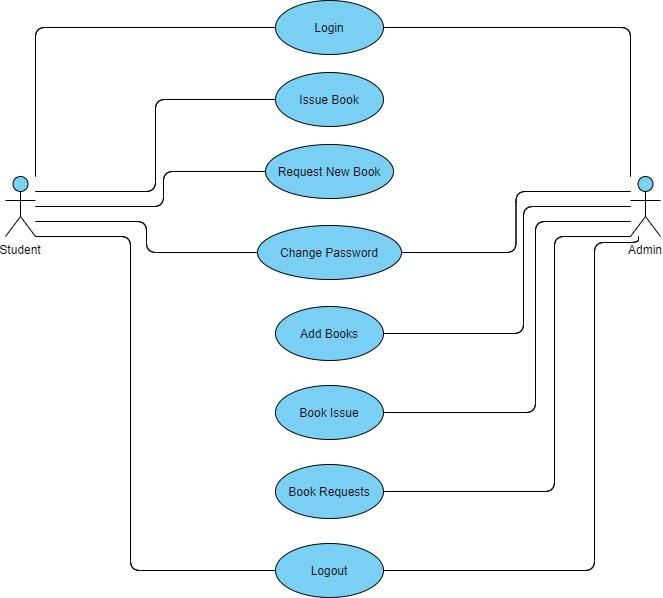 Login
Issue Book
Request New Book
Student
Admin
Change Password
Add Books
Book Issue
Book Requests
Logout